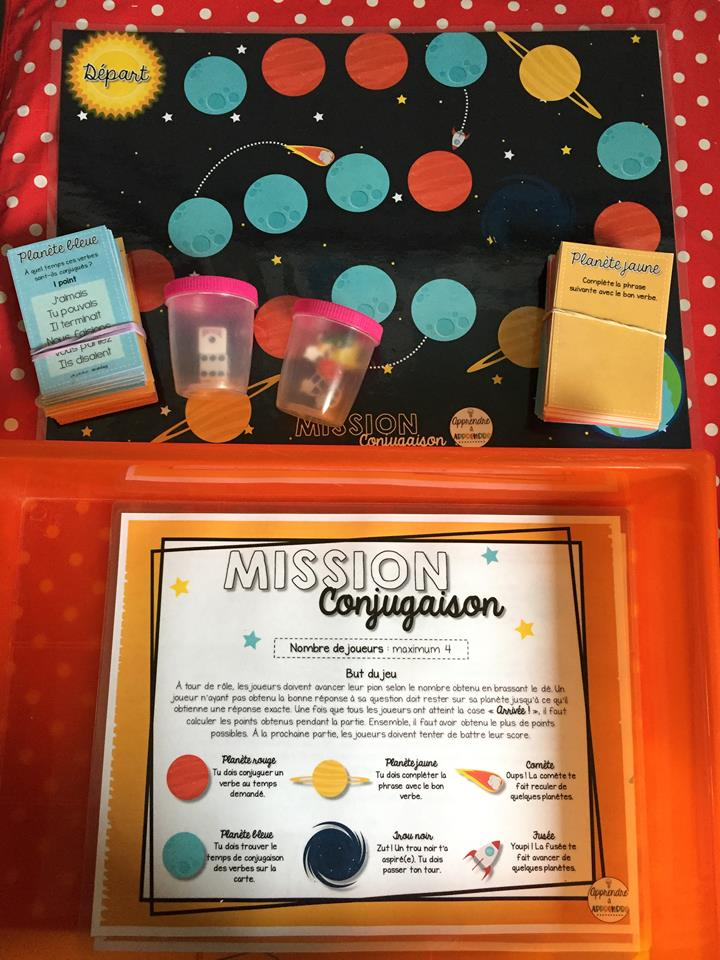 Départ
Planète bleue
À quel temps ces verbes
sont-ils conjugués?
1 point
J'aimais
Tu pouvais
Il terminait
Nous faisions
Vous parliez
Ils disaient
Planète jaune
Complète la phrase
suivante avec le bon verbe.
MISSION
Conjugaison
Apprendre
à
APPRENDRE
MISSION
Conjugaison
Nombre de joueurs : maximum 4
But du jeu
À tour de rôle, les joueurs doivent avancer leur pion selon le nombre obtenu en brassant le dé. Un
joueur n'ayant pas obtenu la bonne réponse à sa question doit rester sur sa planète jusqu'à ce qu'il
obtienne une réponse exacte. Une fois que tous les joueurs ont atteint la case « Arrivée! », il faut
calculer les points obtenus pendant la partie. Ensemble, il faut avoir obtenu le plus de points
possibles. À la prochaine partie, les joueurs doivent tenter de battre leur score.
Planète rouge
Tu dois conjuguer un
verbe au temps
demandé.
Planète jaune
Tu dois compléter la
phrase avec le bon
verbe.
Comète
Oups! La comète te
fait reculer de
quelques planètes.
Planète bleue
Tu dois trouver le
temps de conjugaison
des verbes sur la
carte.
Trou noir
Zut! Un trou noir t'a
aspiré(e). Tu dois
passer ton tour.
Fusée
Youpi! La fusée te
fait avancer de
quelques planètes.
Apprendre
à
APPRENDRE